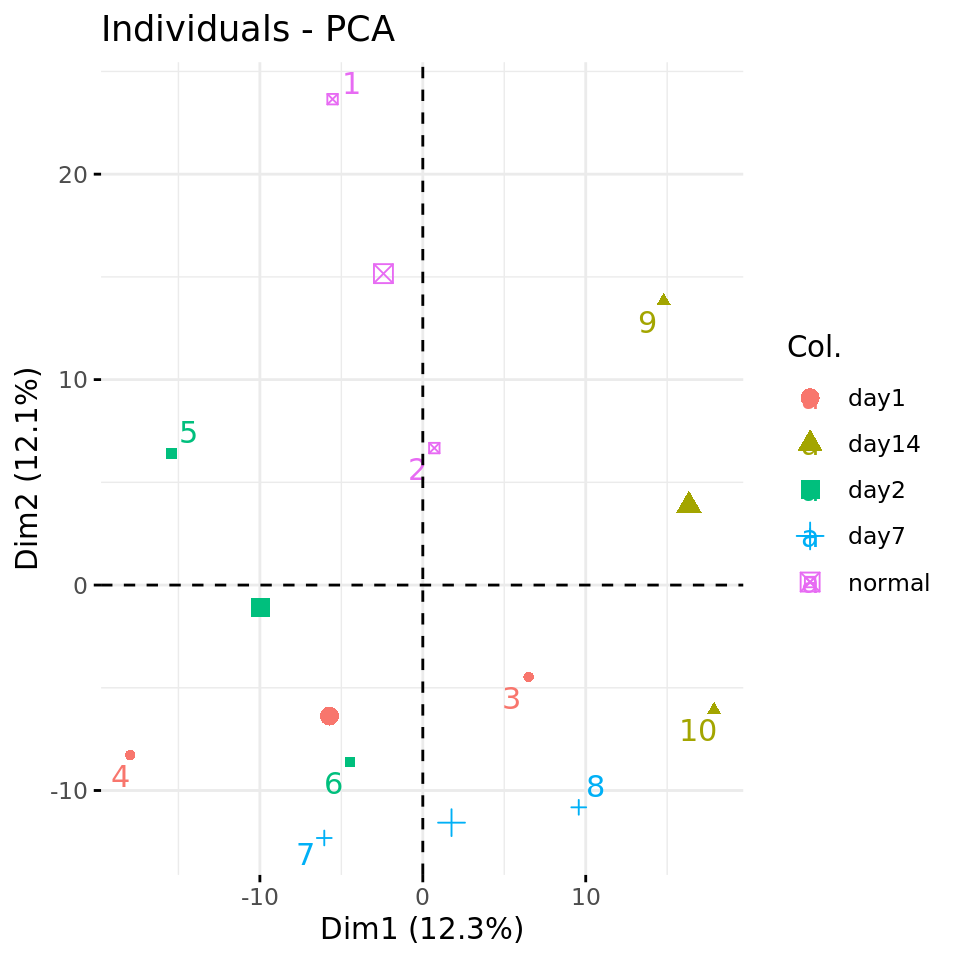 Individuals - PCA
1
20
9
10
5
2
Dim2 (12.1%)
0
3
10
4
6
8
-10
7
-10
0
10
Dim1 (12.3%)
Col.
a day1
a day14
a day2
a day7
a normal